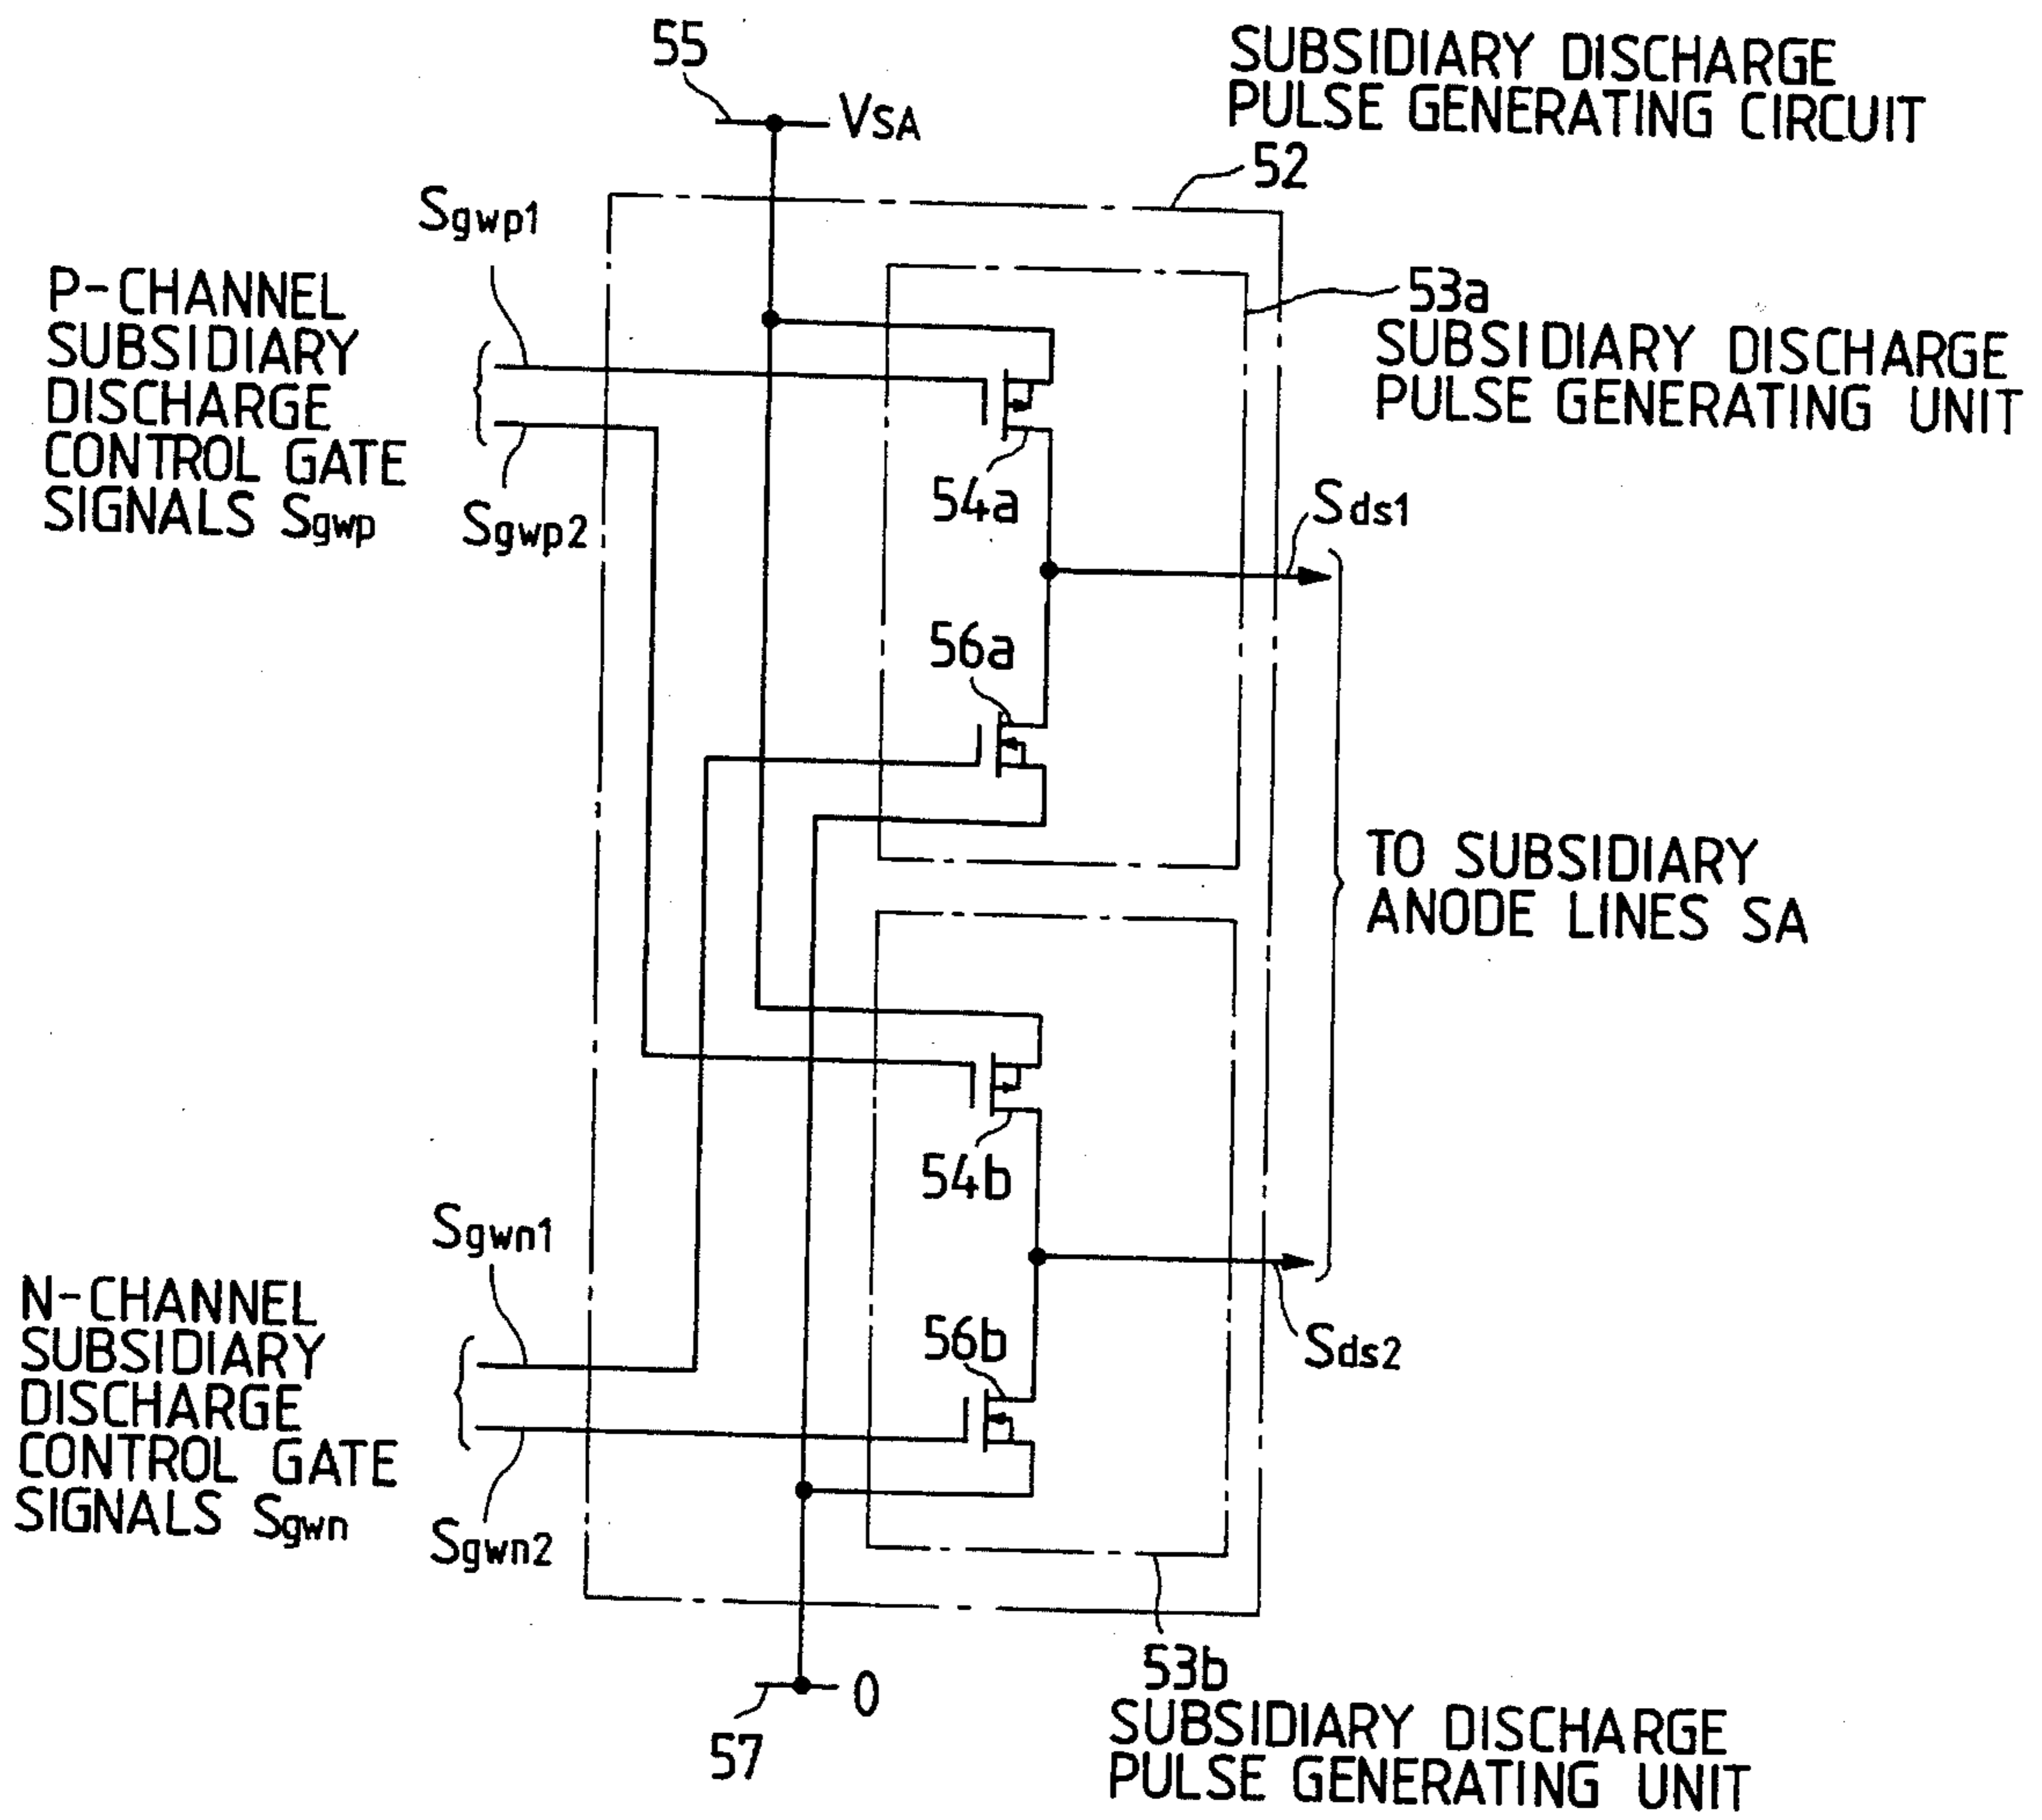 55
VSA
SUBSIDIARY DISCHARGE
PULSE GENERATING CIRCUIT
52
Sgwp1
P-CHANNEL
SUBSIDIARY
DISCHARGE
CONTROL GATE
SIGNALS Sgwp
Sgwp2
53a
SUBSIDIARY DISCHARGE
PULSE GENERATING UNIT
54a
Sds1
56a
TO SUBSIDIARY
ANODE LINES SA
54b
Sgwn1
N-CHANNEL
SUBSIDIARY
DISCHARGE
CONTROL GATE
SIGNALS Sgwn
Sgwn2
56b
Sds2
53b
SUBSIDIARY DISCHARGE
PULSE GENERATING UNIT
0
57